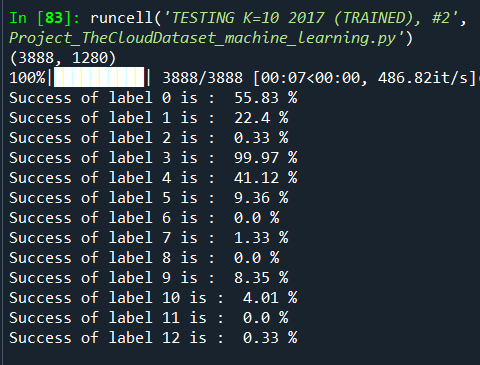 In [83]: runcell('TESTING K=10 2017 (TRAINED), #2',
Project_TheCloudDataset_machine_learning.py')
(3888, 1280)
100%|██████████| 3888/3888 [00:07<00:00, 486.82it/s]
Success of label 0 is :  55.83 %
Success of label 1 is :  22.4 %
Success of label 2 is :  0.33 %
Success of label 3 is :  99.97 %
Success of label 4 is :  41.12 %
Success of label 5 is :  9.36 %
Success of label 6 is :  0.0 %
Success of label 7 is :  1.33 %
Success of label 8 is :  0.0 %
Success of label 9 is :  8.35 %
Success of label 10 is :  4.01 %
Success of label 11 is :  0.0 %
Success of label 12 is :  0.33 %